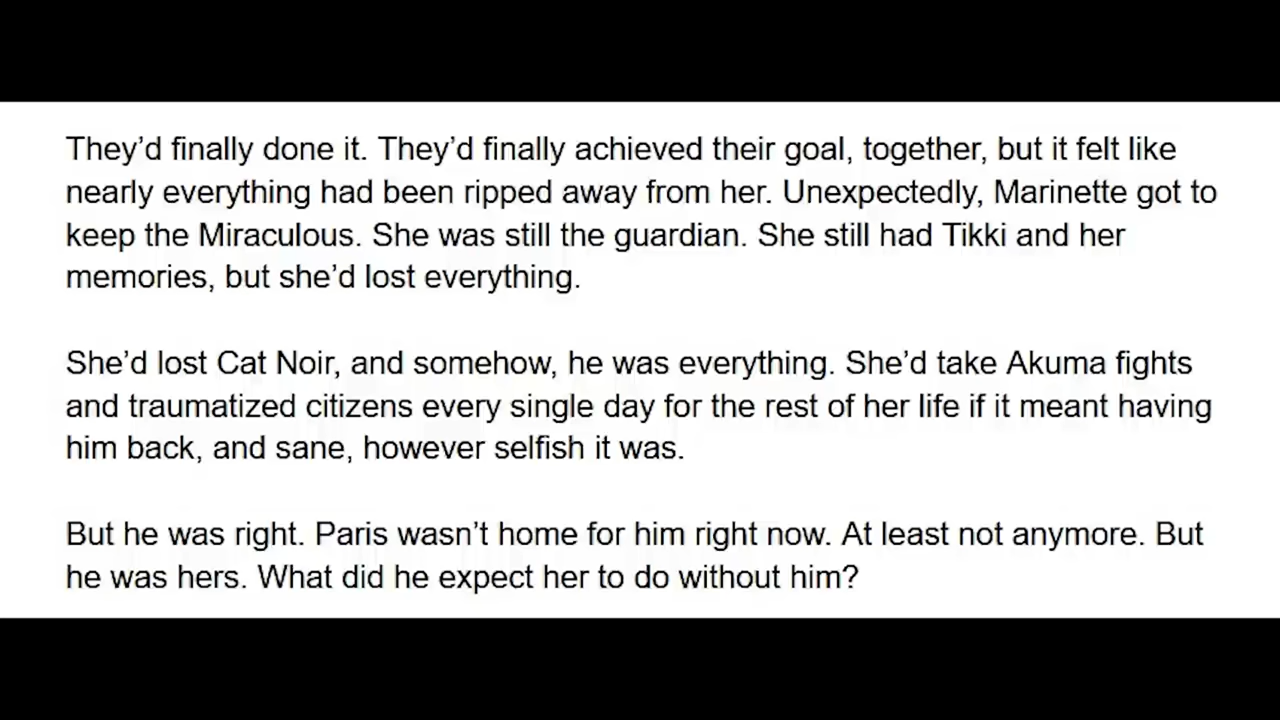 They’d finally done it. They’d finally achieved their goal, together, but it felt like
nearly everything had been ripped away from her. Unexpectedly, Marinette got to
keep the Miraculous. She was still the guardian. She still had Tikki and her
memories, but she’d lost everything.
She’d lost Cat Noir, and somehow, he was everything. She’d take Akuma fights
and traumatized citizens every single day for the rest of her life if it meant having
him back, and sane, however selfish it was.
But he was right. Paris wasn’t home for him right now. At least not anymore. But
he was hers. What did he expect her to do without him?